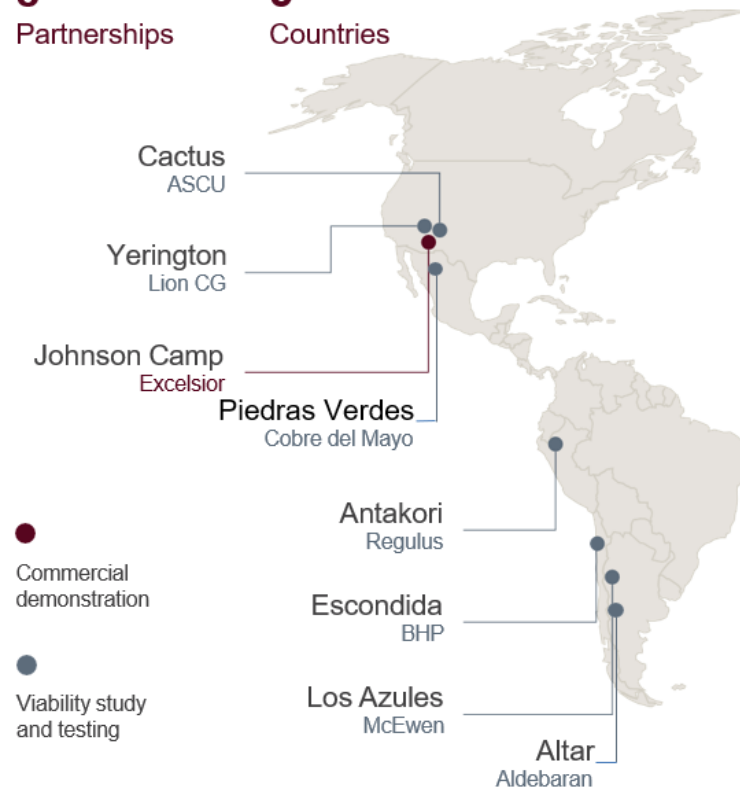 Partnerships
Countries
Cactus
ASCU
Yerington
Lion CG
Johnson Camp
Excelsior
Piedras Verdes
Cobre del Mayo
Antakori
Regulus
Escondida
BHP
Los Azules
McEwen
Altar
Aldebaran
Commercial
demonstration
Viability study
and testing